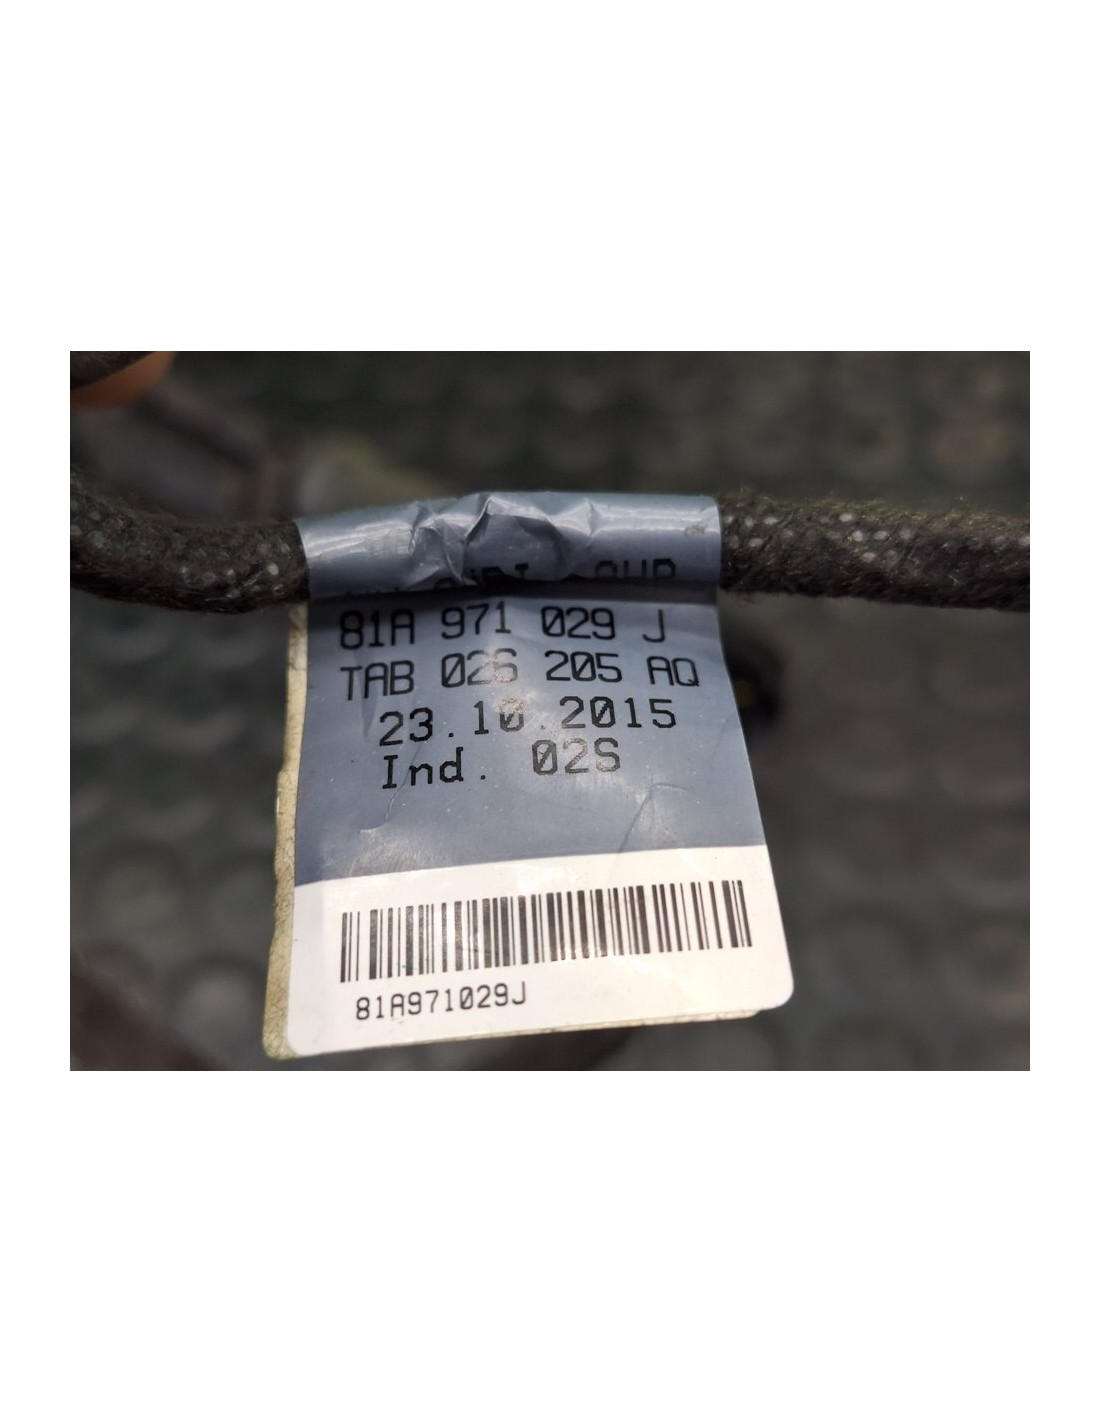 81A 971 029 J
TAB 026 205 AQ
23.10.2015
Ind. 02S
81A971029J